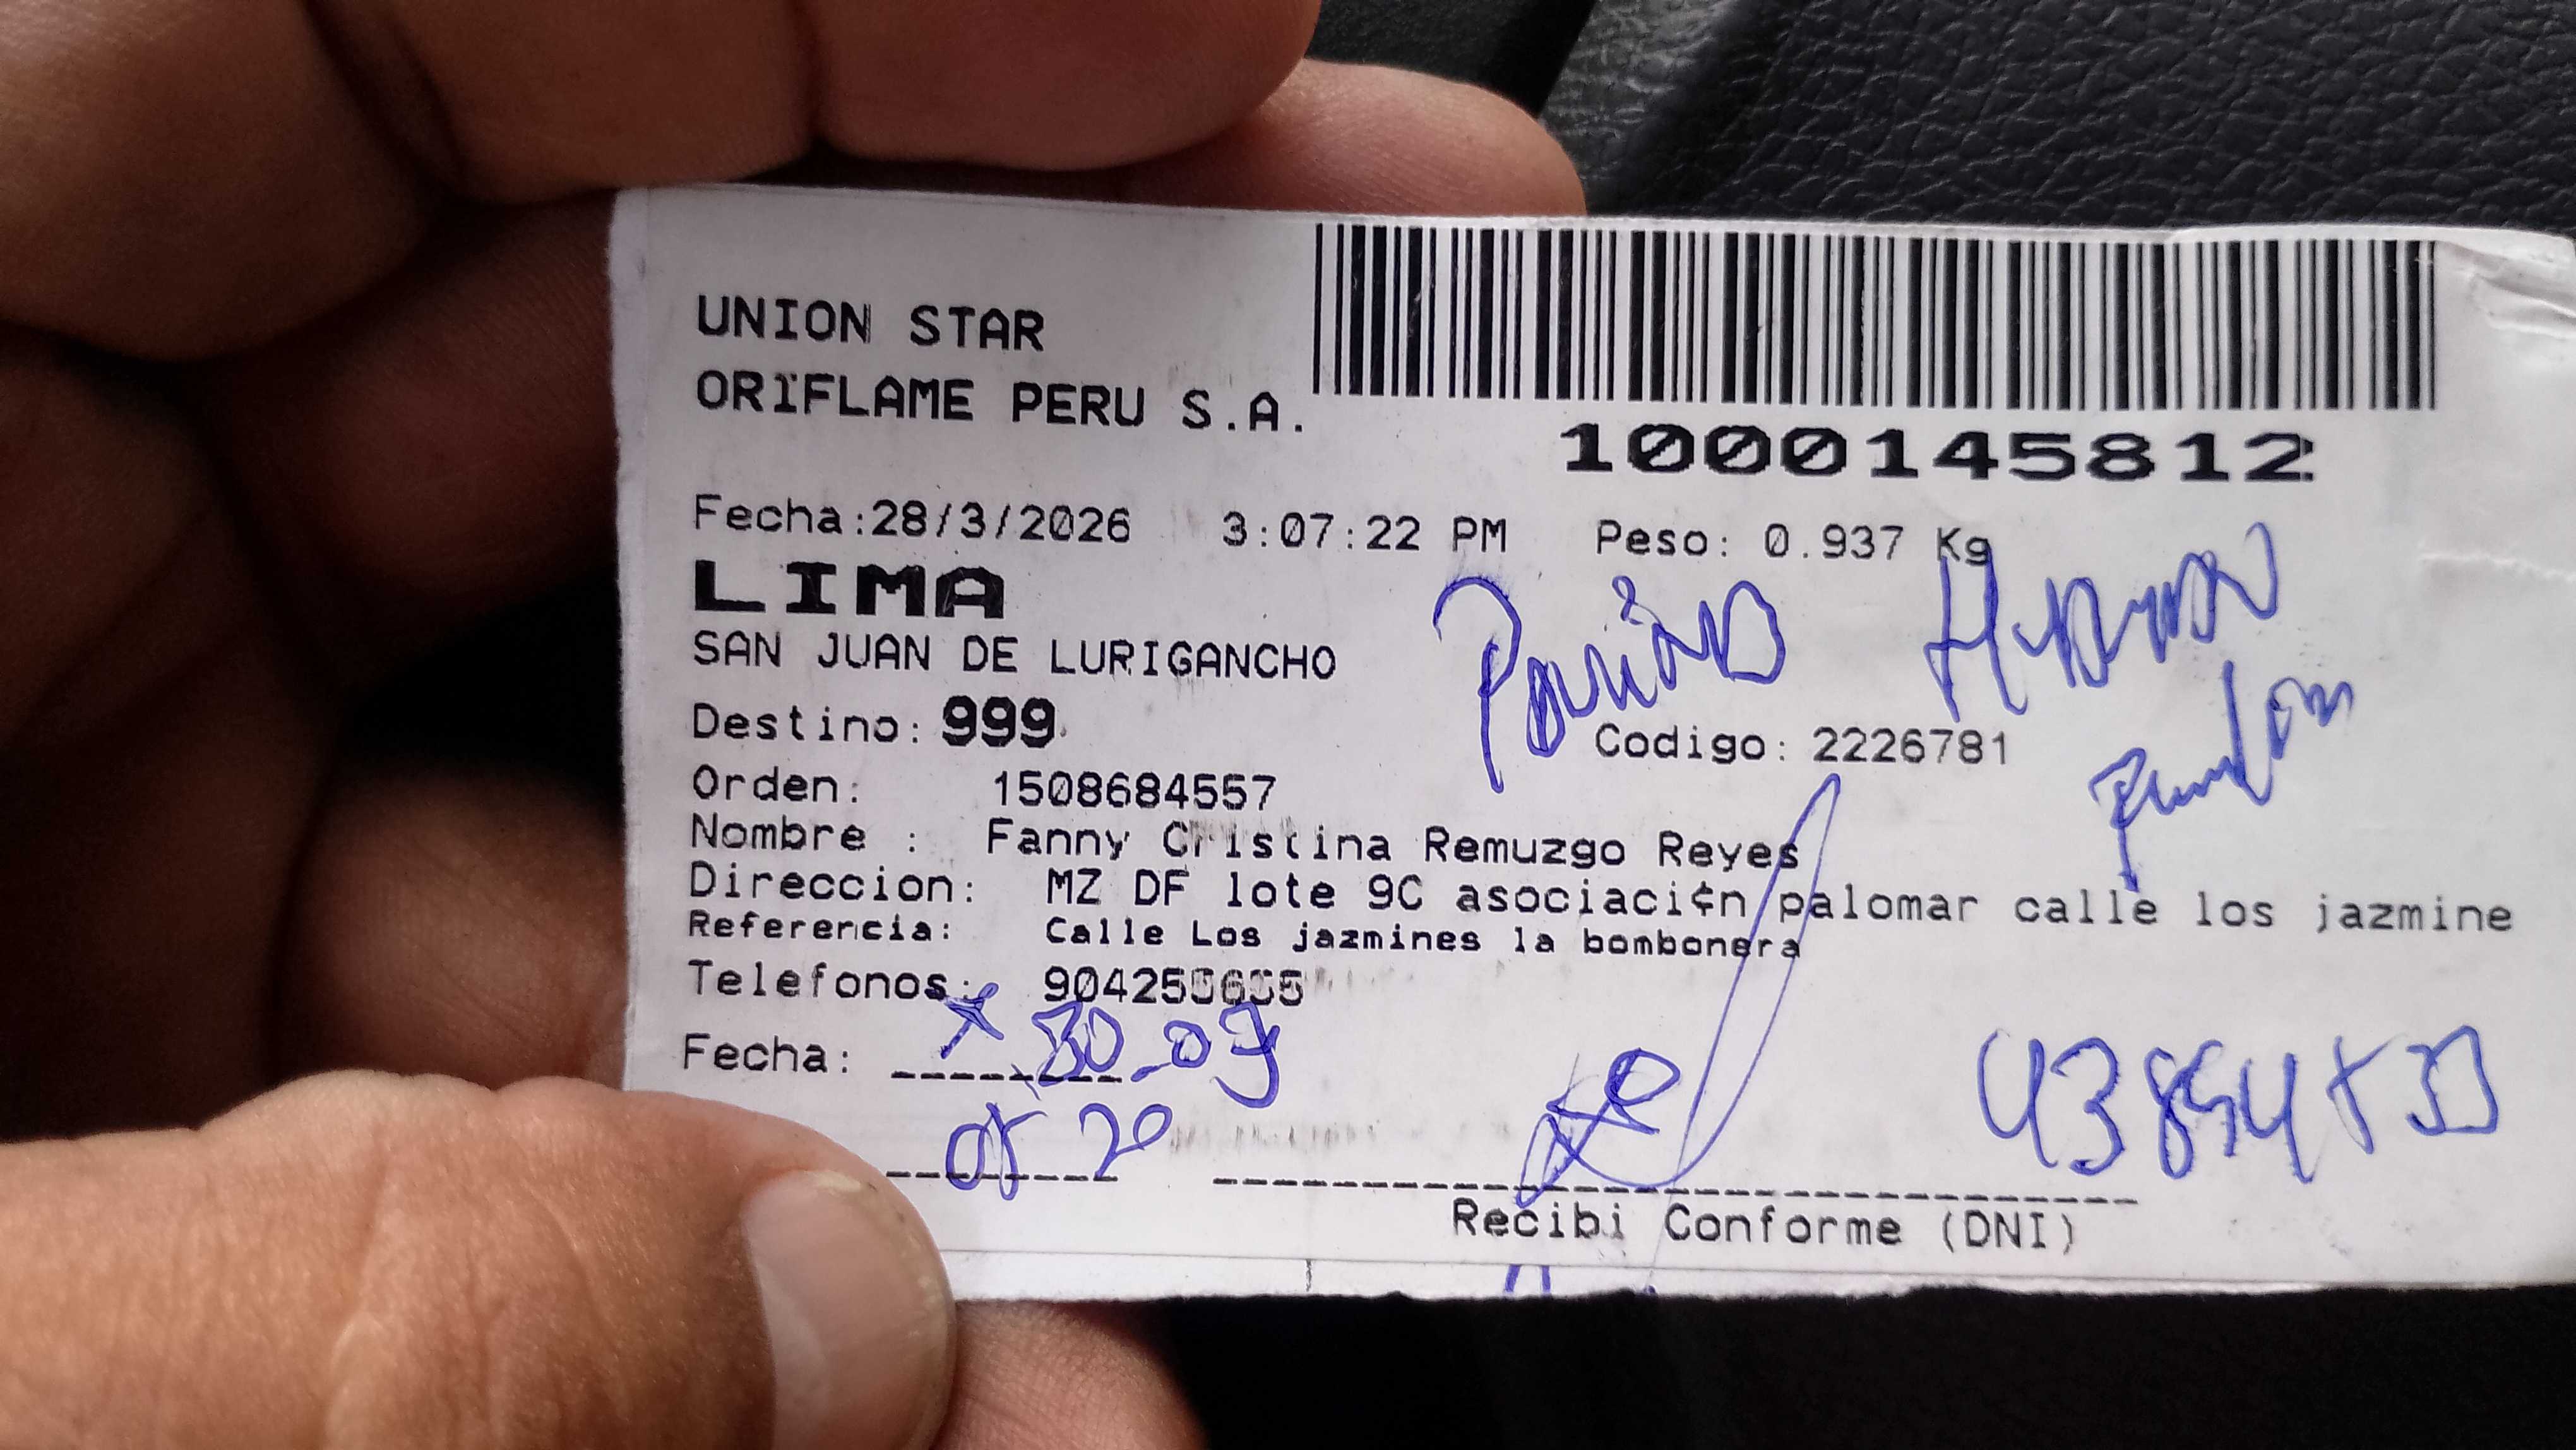 UNION STAR
ORIFLAME PERU S.A.
1000145812
Fecha:28/3/2026 3:07:22 PM Peso: 0.937 Kg
LIMA
SAN JUAN DE LURIGANCHO
Destino: 999
Codigo: 2226781
Orden: 1508684557
Nombre : Fanny Cristina Remuzgo Reyes
Direccion: MZ DF lote 9C asociaci¢n palomar calle los jazmine
Referencia: Calle Los jazmines la bombonera
Telefonos:
Fecha: 30-03
Recibi Conforme (DNI)